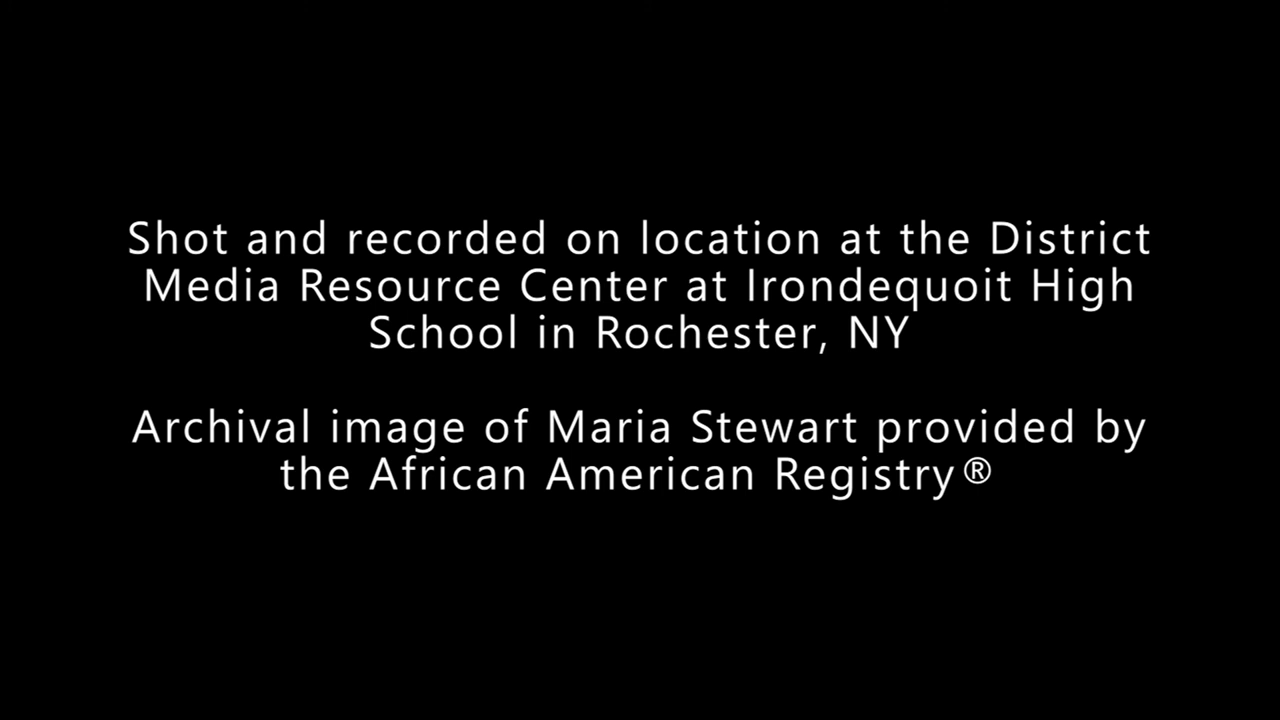 Shot and recorded on location at the District
Media Resource Center at Irondequoit High
School in Rochester, NY
Archival image of Maria Stewart provided by
the African American Registry®